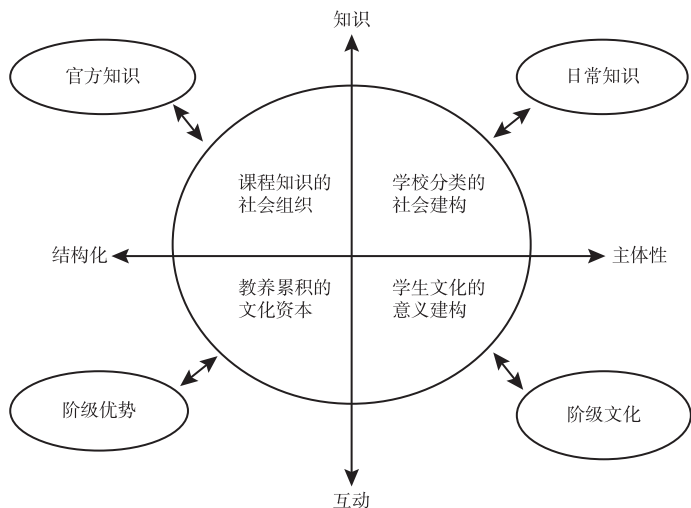 知识
官方知识
日常知识
课程知识的
社会组织
学校分类的
社会建构
结构化
主体性
教养累积的
文化资本
学生文化的
意义建构
阶级优势
阶级文化
互动